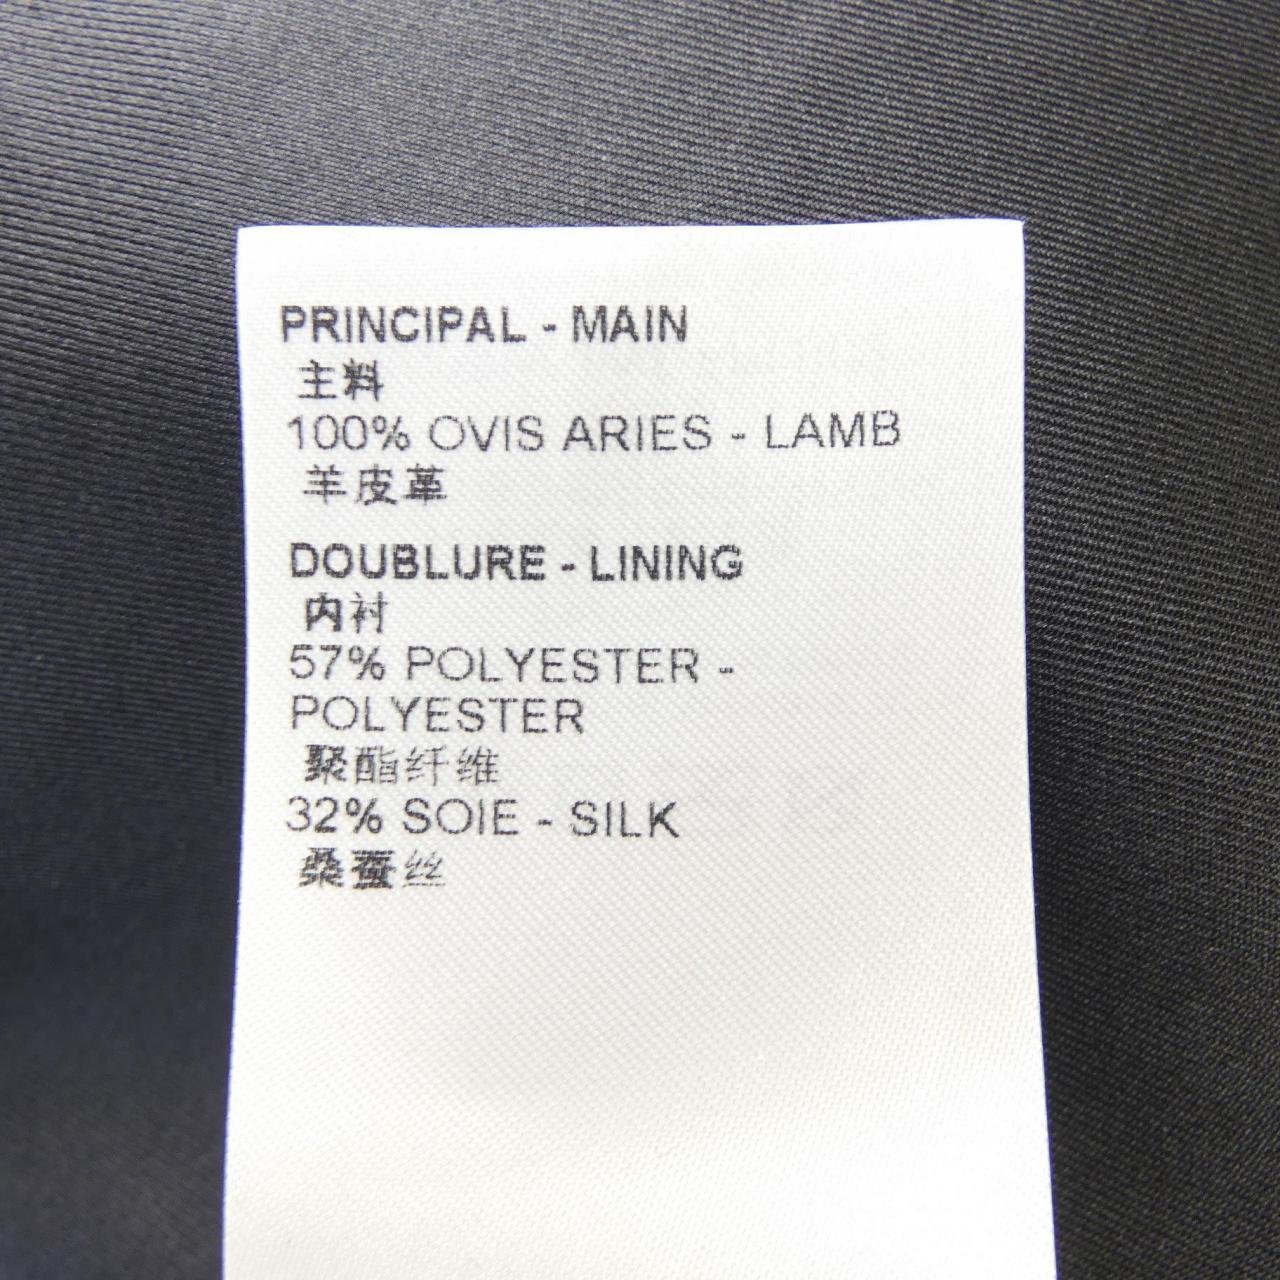 PRINCIPAL - MAIN
主料
100% OVIS ARIES - LAMB
羊皮革
DOUBLURE - LINING
内衬
57% POLYESTER -
POLYESTER
聚酯纤维
32% SOIE - SILK
桑蚕丝